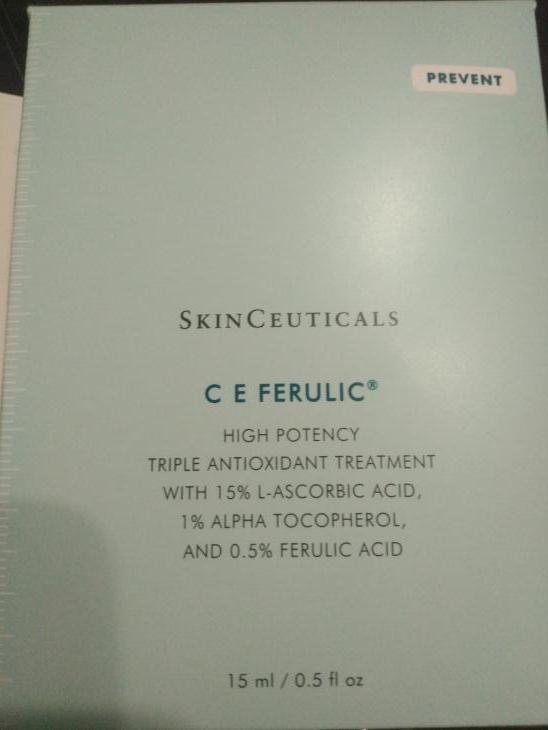 PREVENT
SKINCEUTICALS
C E FERULIC®
HIGH POTENCY
TRIPLE ANTIOXIDANT TREATMENT
WITH 15% L-ASCORBIC ACID,
1% ALPHA TOCOPHEROL,
AND 0.5% FERULIC ACID
15 ml / 0.5 fl oz